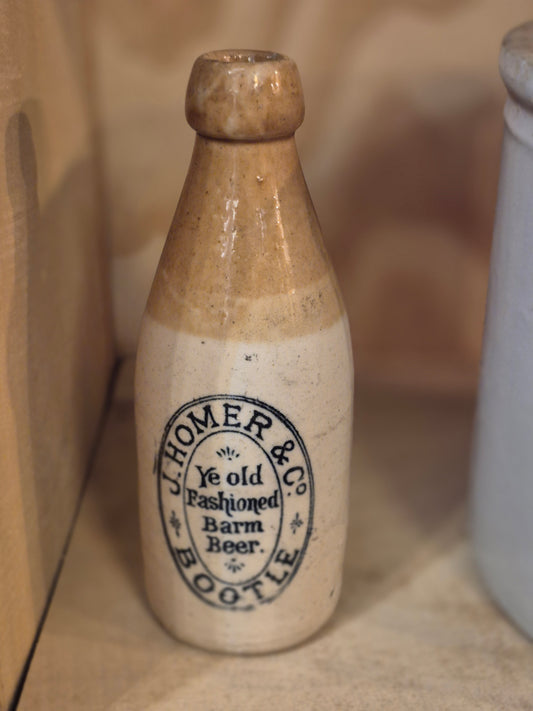 J. HOMER & Co.
Ye old
Fashioned
Barm
Beer.
BOOTLE